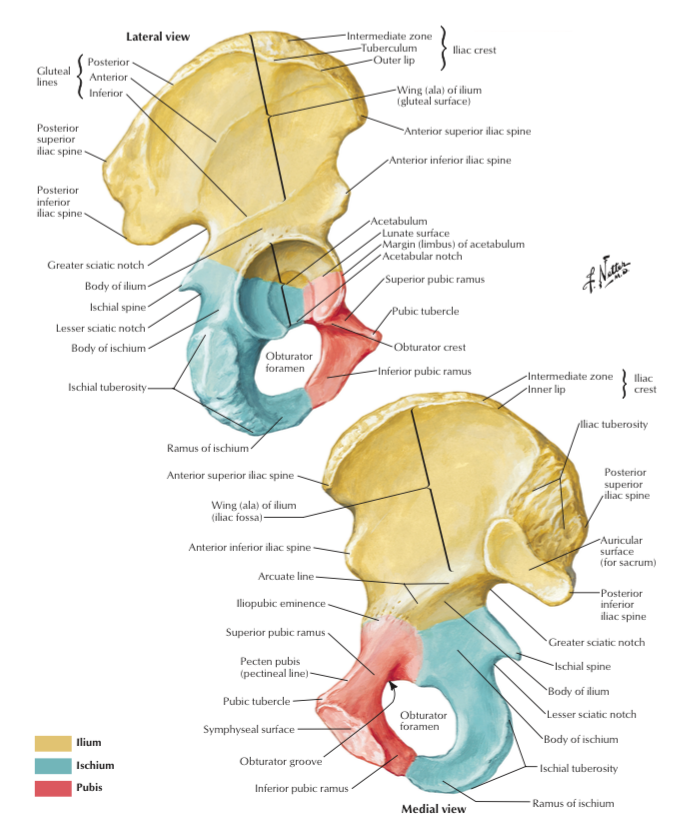 Lateral view
Intermediate zone
Tuberculum
Outer lip
Iliac crest
Gluteal
lines
Posterior
Anterior
Inferior
Wing (ala) of ilium
(gluteal surface)
Posterior
superior
iliac spine
Anterior superior iliac spine
Anterior inferior iliac spine
Posterior
inferior
iliac spine
Acetabulum
Lunate surface
Margin (limbus) of acetabulum
Acetabular notch
Greater sciatic notch
Body of ilium
Ischial spine
Lesser sciatic notch
Body of ischium
Superior pubic ramus
Pubic tubercle
Obturator crest
Obturator
foramen
Inferior pubic ramus
Ischial tuberosity
Ramus of ischium
F. Netter
M.D.
Intermediate zone
Inner lip
Iliac
crest
Iliac tuberosity
Anterior superior iliac spine
Posterior
superior
iliac spine
Wing (ala) of ilium
(iliac fossa)
Anterior inferior iliac spine
Auricular
surface
(for sacrum)
Arcuate line
Posterior
inferior
iliac spine
Iliopubic eminence
Superior pubic ramus
Greater sciatic notch
Pecten pubis
(pectineal line)
Ischial spine
Body of ilium
Pubic tubercle
Lesser sciatic notch
Symphyseal surface
Obturator
foramen
Body of ischium
Obturator groove
Ischial tuberosity
Inferior pubic ramus
Ramus of ischium
Medial view
Ilium
Ischium
Pubis